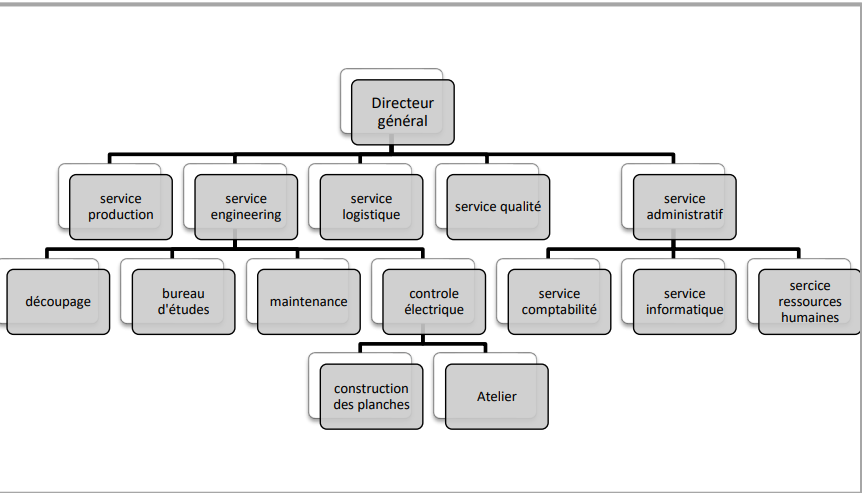 Directeur
général
service
production
service
engineering
service
logistique
service qualité
service
administratif
découpage
bureau
d'études
maintenance
controle
électrique
service
comptabilité
service
informatique
sercice
ressources
humaines
construction
des planches
Atelier